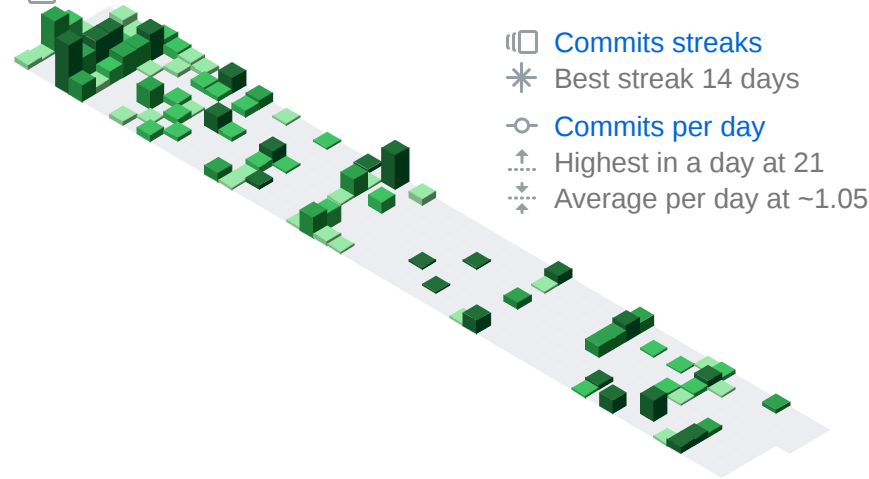 Commits streaks
Best streak 14 days
Commits per day
Highest in a day at 21
Average per day at ~1.05